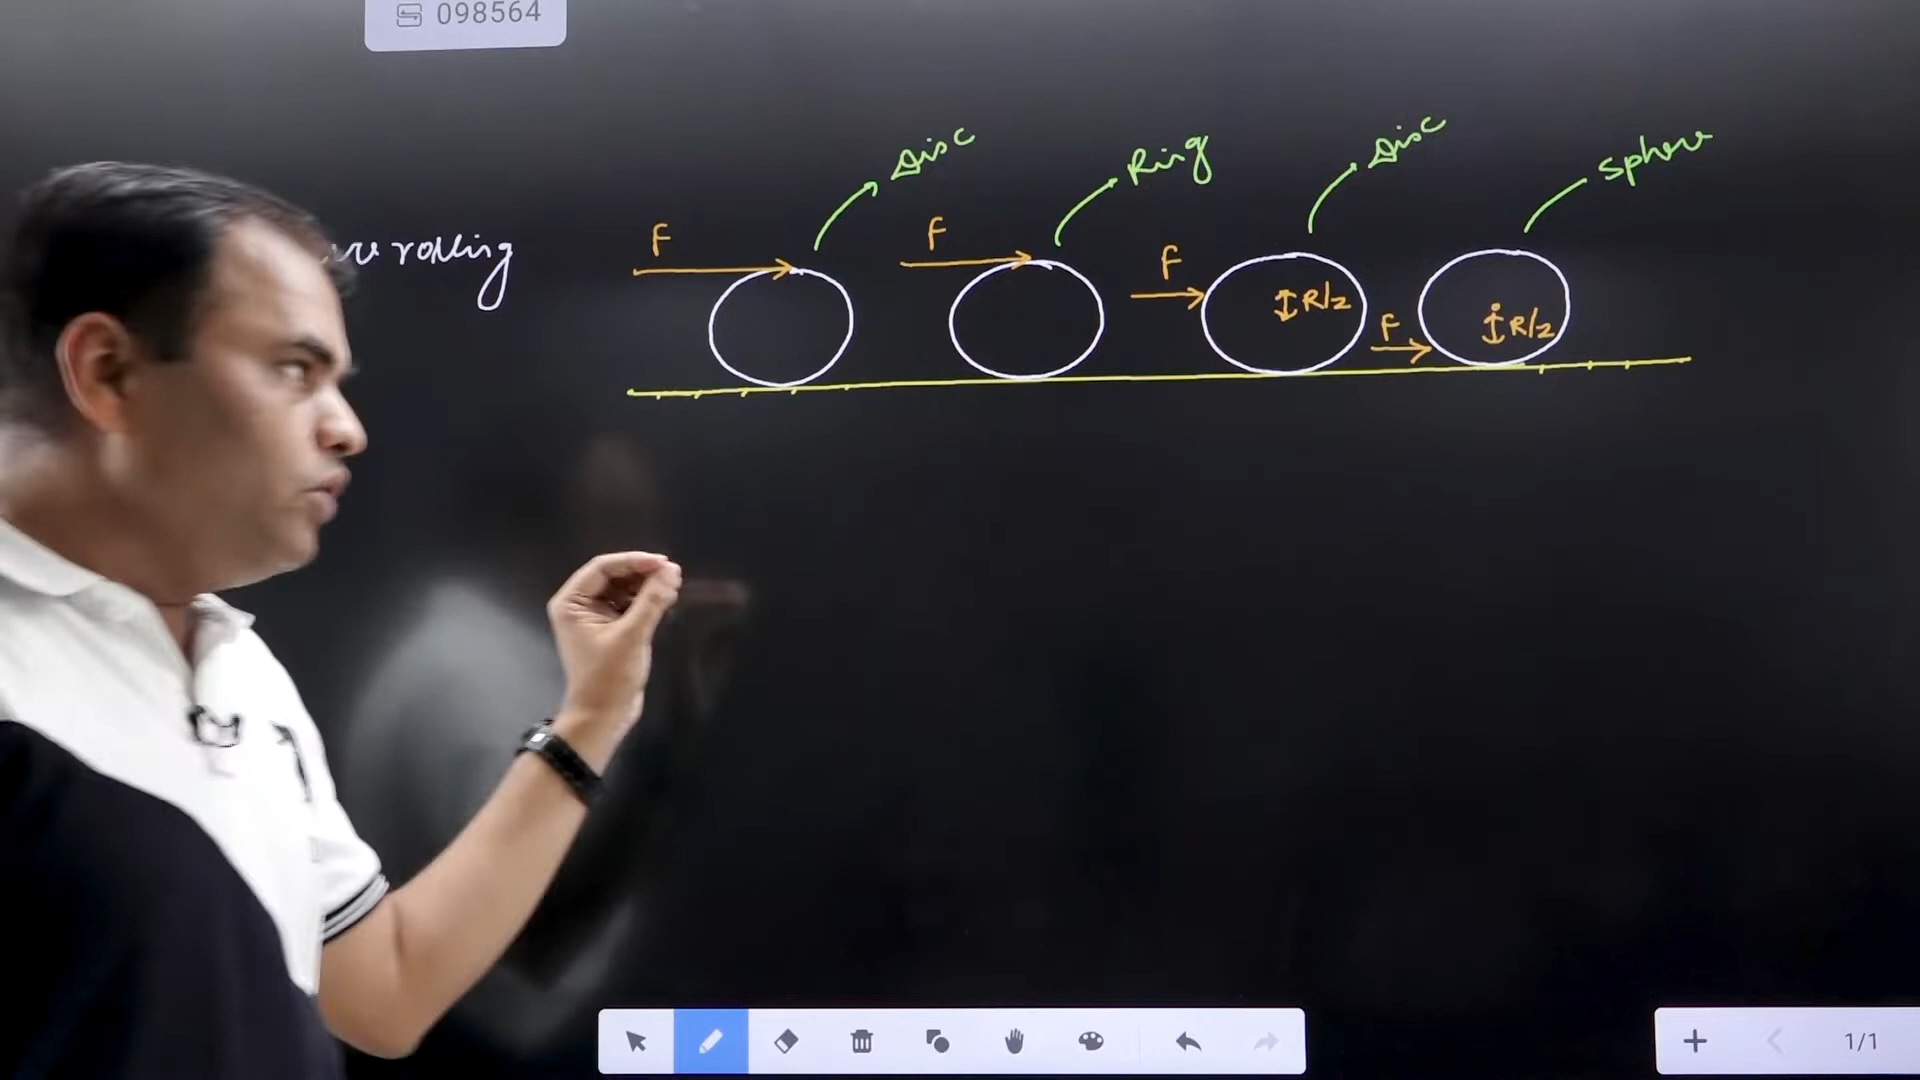 098564
rolling
F
Disc
F
Ring
F
R/2
Disc
F
R/2
Sphere
1/1